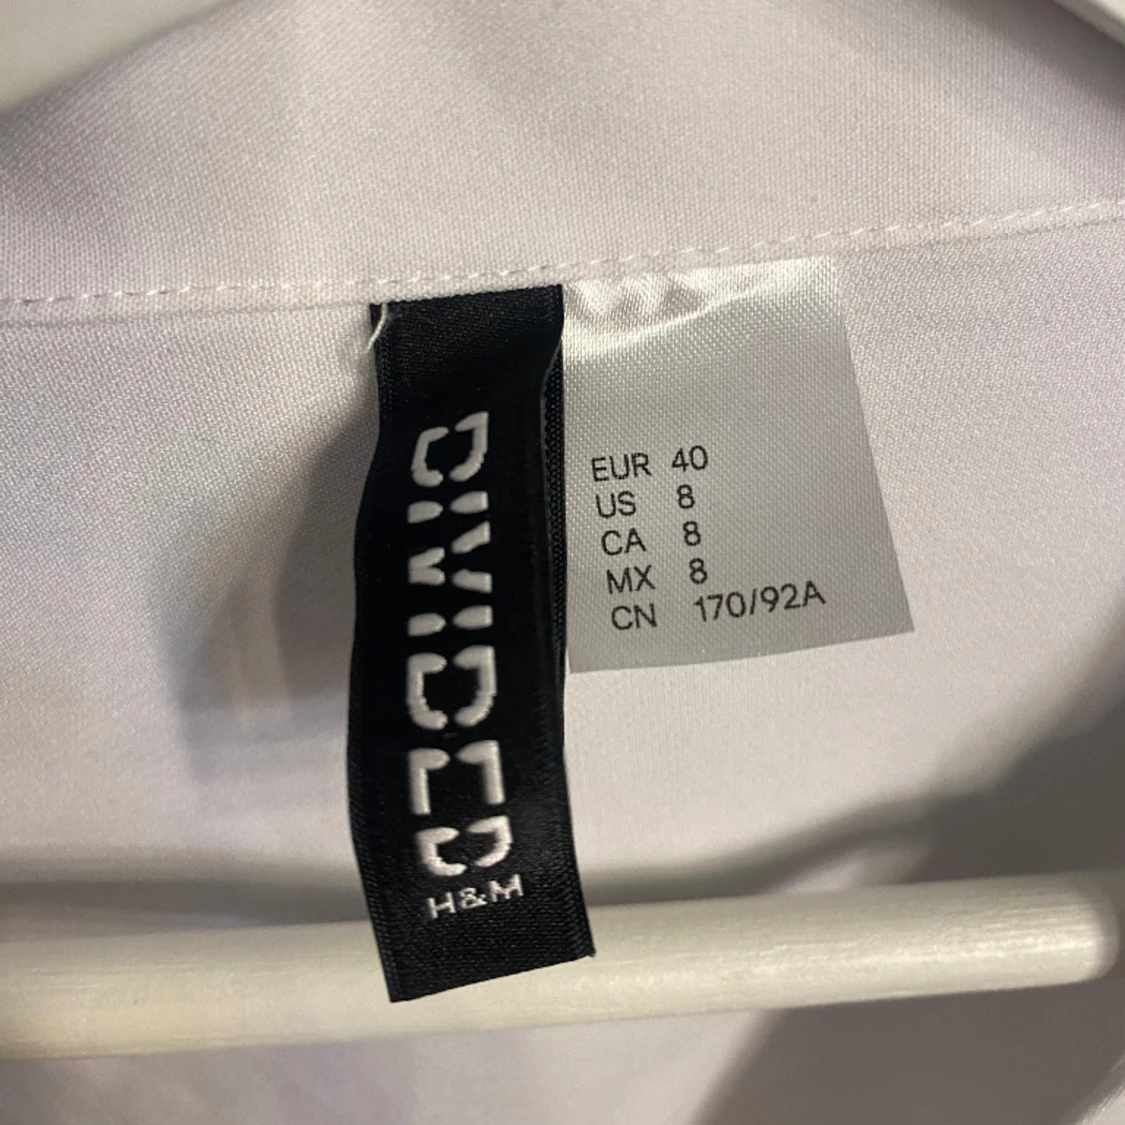 DIVIDED
H&M
EUR 40
US 8
CA 8
MX 8
CN 170/92A